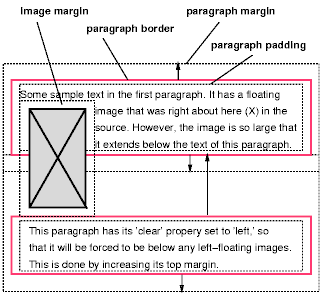 Image margin
paragraph margin
paragraph border
paragraph padding
Some sample text in the first paragraph. It has a floating
image that was right about here (X) in the
source. However, the image is so large that
it extends below the text of this paragraph.
This paragraph has its 'clear' propery set to 'left,' so
that it will be forced to be below any left-floating images.
This is done by increasing its top margin.